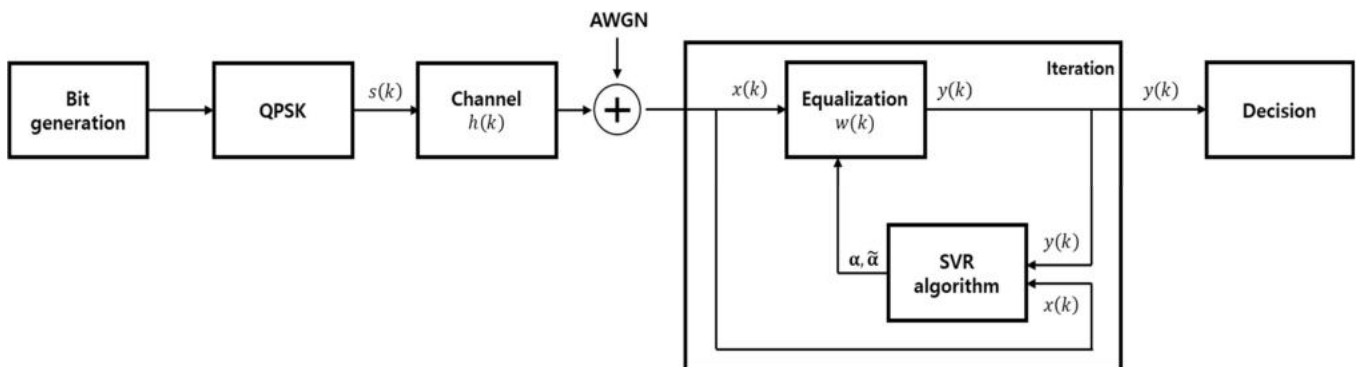 AWGN
Iteration
Bit
generation
QPSK
s(k)
Channel
h(k)
+
x(k)
Equalization
w(k)
y(k)
y(k)
Decision
α, α̃
SVR
algorithm
y(k)
x(k)